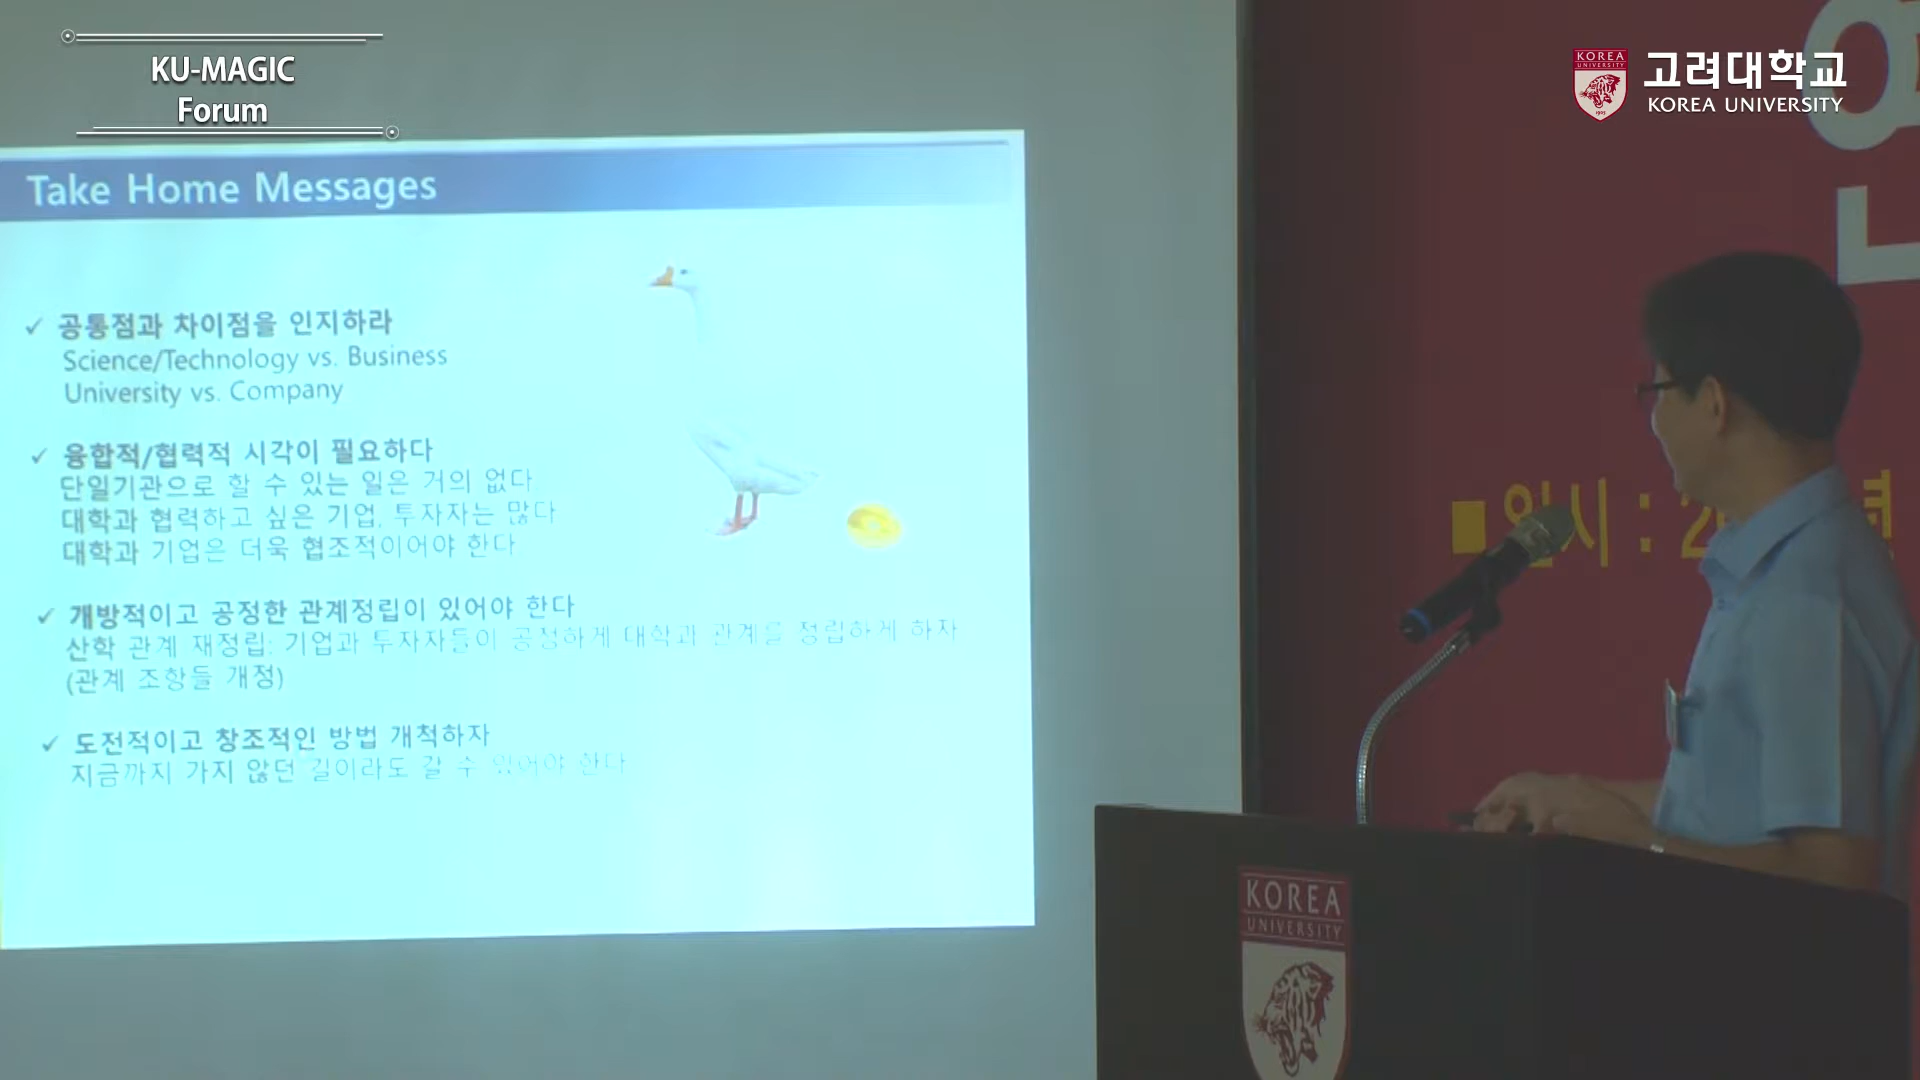 KU-MAGIC
Forum
고려대학교
KOREA UNIVERSITY
KOREA
UNIVERSITY
Take Home Messages
✓ 공통점과 차이점을 인지하라
Science/Technology vs. Business
University vs. Company
✓ 융합적/협력적 시각이 필요하다
단일기관으로 할 수 있는 일은 거의 없다
대학과 협력하고 싶은 기업, 투자자는 많다
대학과 기업은 더욱 협조적이어야 한다
✓ 개방적이고 공정한 관계정립이 있어야 한다
산학 관계 재정립: 기업과 투자자들이 공정하게 대학과 관계를 정립하게 하자
(관계 조항들 개정)
✓ 도전적이고 창조적인 방법 개척하자
지금까지 가지 않던 길이라도 갈 수 있어야 한다
■ 일시 : 2
KOREA
UNIVERSITY